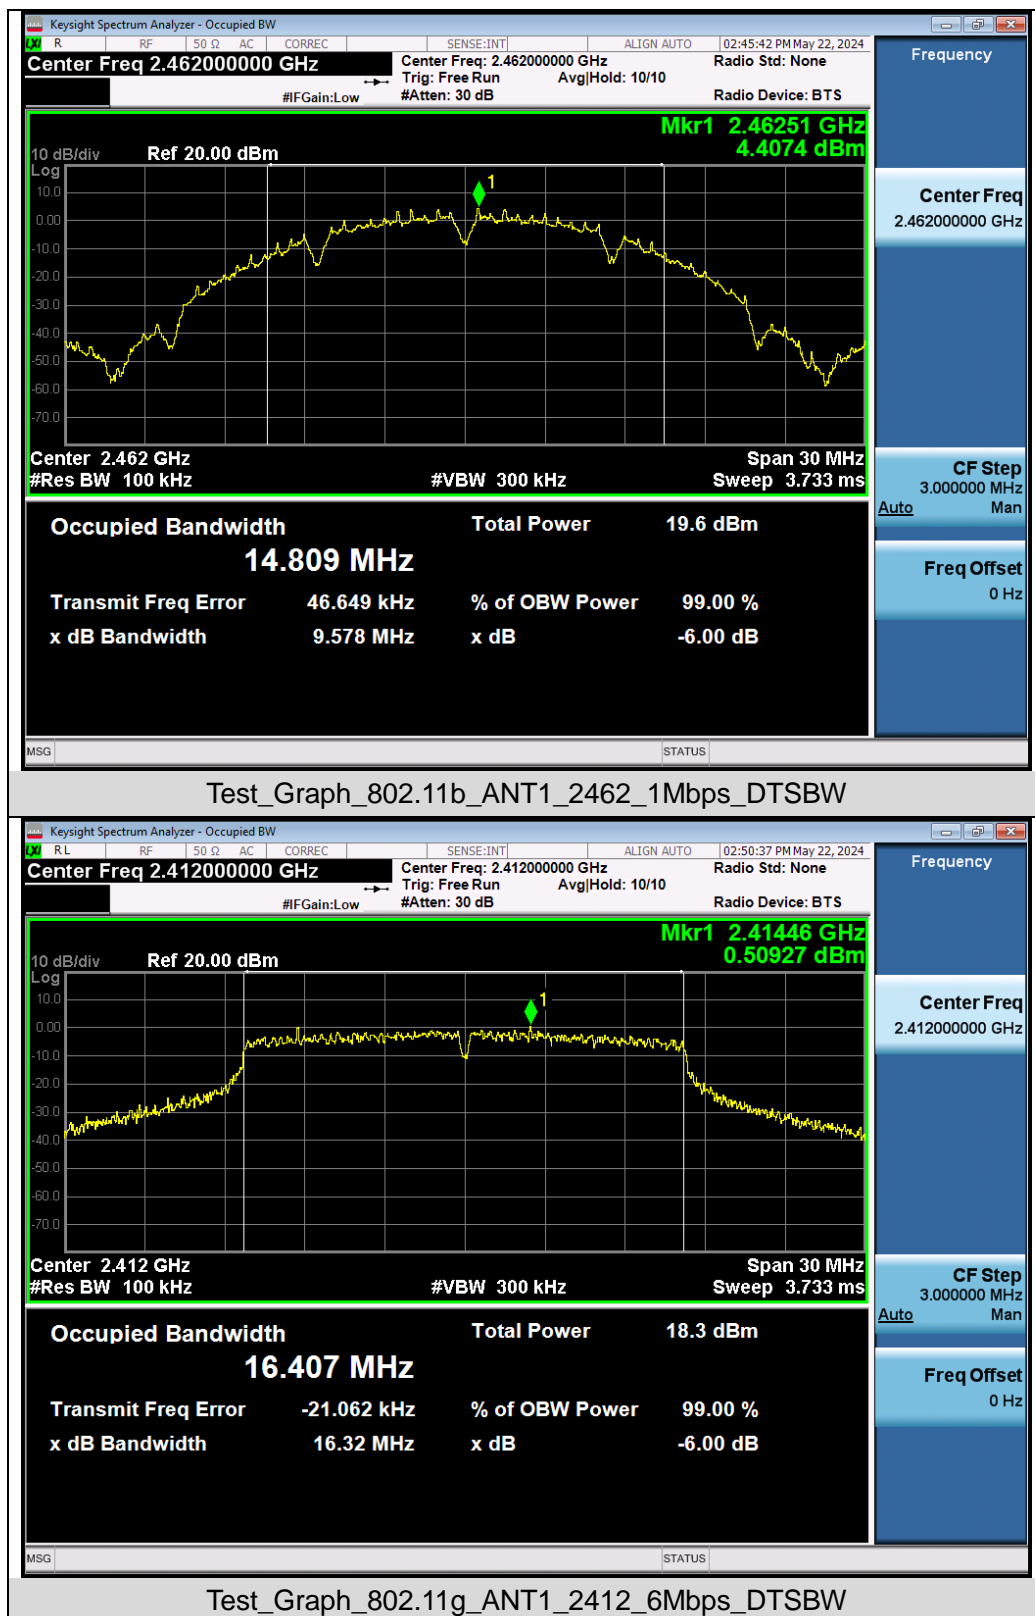 Keysight Spectrum Analyzer - Occupied BW
LXI R RF 50 Ω AC CORREC SENSE:INT ALIGN AUTO 02:45:42 PM May 22, 2024
Center Freq 2.462000000 GHz
Center Freq: 2.462000000 GHz Radio Std: None
Trig: Free Run Avg|Hold: 10/10
#IFGain:Low #Atten: 30 dB Radio Device: BTS
Mkr1 2.46251 GHz
4.4074 dBm
10 dB/div Ref 20.00 dBm
Log
1
10.0
0.00
-10.0
-20.0
-30.0
-40.0
-50.0
-60.0
-70.0
Center 2.462 GHz Span 30 MHz
#Res BW 100 kHz #VBW 300 kHz Sweep 3.733 ms
Occupied Bandwidth Total Power 19.6 dBm
14.809 MHz
Transmit Freq Error 46.649 kHz % of OBW Power 99.00 %
x dB Bandwidth 9.578 MHz x dB -6.00 dB
MSG STATUS
Frequency
Center Freq
2.462000000 GHz
CF Step
3.000000 MHz
Auto Man
Freq Offset
0 Hz
Test_Graph_802.11b_ANT1_2462_1Mbps_DTSBW
Keysight Spectrum Analyzer - Occupied BW
LXI RL RF 50 Ω AC CORREC SENSE:INT ALIGN AUTO 02:50:37 PM May 22, 2024
Center Freq 2.412000000 GHz
Center Freq: 2.412000000 GHz Radio Std: None
Trig: Free Run Avg|Hold: 10/10
#IFGain:Low #Atten: 30 dB Radio Device: BTS
Mkr1 2.41446 GHz
0.50927 dBm
10 dB/div Ref 20.00 dBm
Log
1
10.0
0.00
-10.0
-20.0
-30.0
-40.0
-50.0
-60.0
-70.0
Center 2.412 GHz Span 30 MHz
#Res BW 100 kHz #VBW 300 kHz Sweep 3.733 ms
Occupied Bandwidth Total Power 18.3 dBm
16.407 MHz
Transmit Freq Error -21.062 kHz % of OBW Power 99.00 %
x dB Bandwidth 16.32 MHz x dB -6.00 dB
MSG STATUS
Frequency
Center Freq
2.412000000 GHz
CF Step
3.000000 MHz
Auto Man
Freq Offset
0 Hz
Test_Graph_802.11g_ANT1_2412_6Mbps_DTSBW